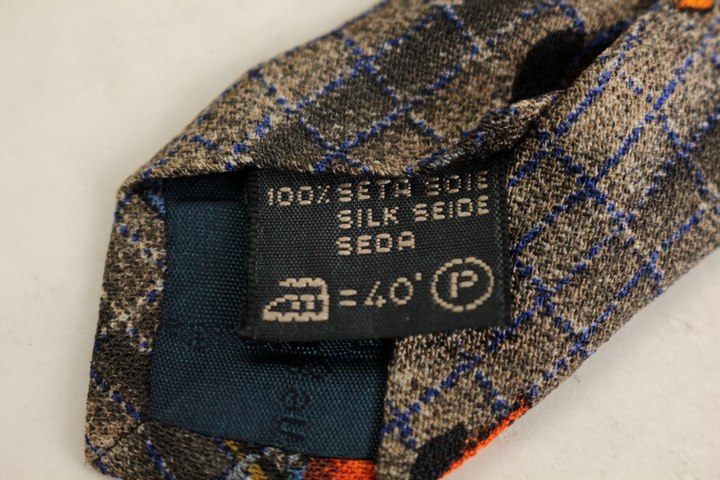 100% SETA SOIE
SILK SEIDE
SEDA
=40° P